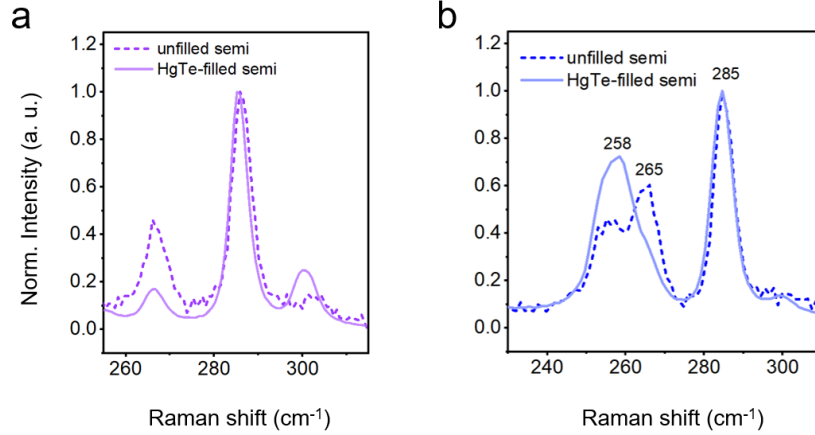 a
unfilled semi
HgTe-filled semi
1.2
1.0
0.8
0.6
0.4
0.2
0.0
260
280
300
Norm. Intensity (a. u.)
Raman shift (cm⁻¹)
b
unfilled semi
HgTe-filled semi
258
265
285
1.2
1.0
0.8
0.6
0.4
0.2
0.0
240
260
280
300
Raman shift (cm⁻¹)